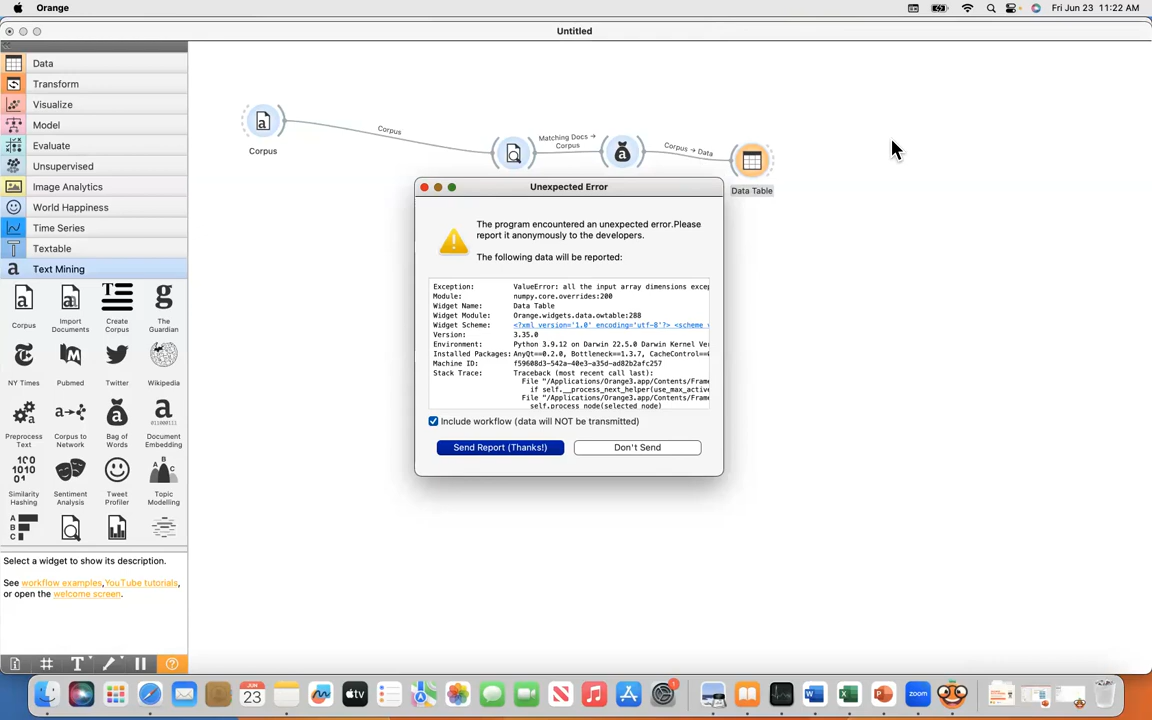 Orange
Fri Jun 23 11:22 AM
Untitled
Data
Transform
Visualize
Model
Evaluate
Unsupervised
Image Analytics
World Happiness
Time Series
Textable
Text Mining
Corpus
Import
Documents
Create
Corpus
The
Guardian
NY Times
Pubmed
Twitter
Wikipedia
Preprocess
Text
Corpus to
Network
Bag of
Words
Document
Embedding
Similarity
Hashing
Sentiment
Analysis
Tweet
Profiler
Topic
Modelling
Select a widget to show its description.
See workflow examples,YouTube tutorials,
or open the welcome screen.
Corpus
Corpus
Matching Docs →
Corpus
Corpus → Data
Data Table
Unexpected Error
The program encountered an unexpected error.Please
report it anonymously to the developers.
The following data will be reported:
Exception: ValueError: all the input array dimensions excep
Module: numpy.core.overrides:200
Widget Name: Data Table
Widget Module: Orange.widgets.data.owtable:288
Widget Scheme: <?xml version='1.0' encoding='utf-8'?> <scheme
Version: 3.35.0
Environment: Python 3.9.12 on Darwin 22.5.0 Darwin Kernel Ver
Installed Packages: AnyQt==0.2.0, Bottleneck==1.3.7, CacheControl==
Machine ID: f59608d3-542a-40e3-a35d-ad82b2afc257
Stack Trace: Traceback (most recent call last):
File "/Applications/Orange3.app/Contents/Fram
if self.__process_next_helper(use_max_active
File "/Applications/Orange3.app/Contents/Fram
self.process_node(selected_node)
Include workflow (data will NOT be transmitted)
Send Report (Thanks!)
Don't Send